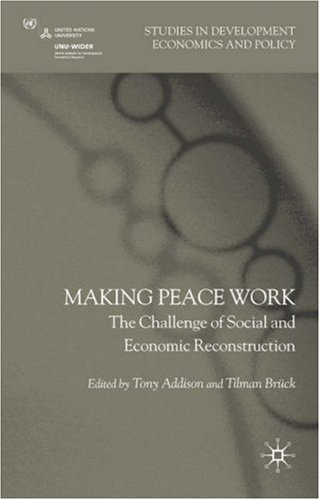 UNITED NATIONS
UNIVERSITY
UNU-WIDER
World Institute for Development
Economics Research
STUDIES IN DEVELOPMENT
ECONOMICS AND POLICY
MAKING PEACE WORK
The Challenge of Social and
Economic Reconstruction
Edited by Tony Addison and Tilman Brück